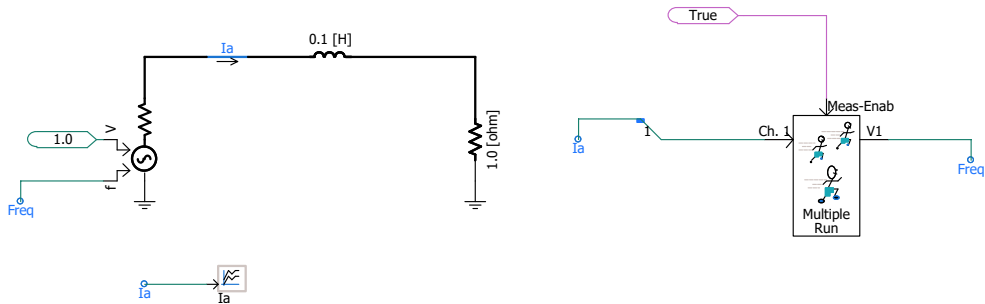 True
0.1 [H]
Ia
Meas-Enab
V
1.0
1.0 [ohm]
Ia
1
Ch. 1
V1
f
Freq
Freq
Multiple
Run
Ia
Ia